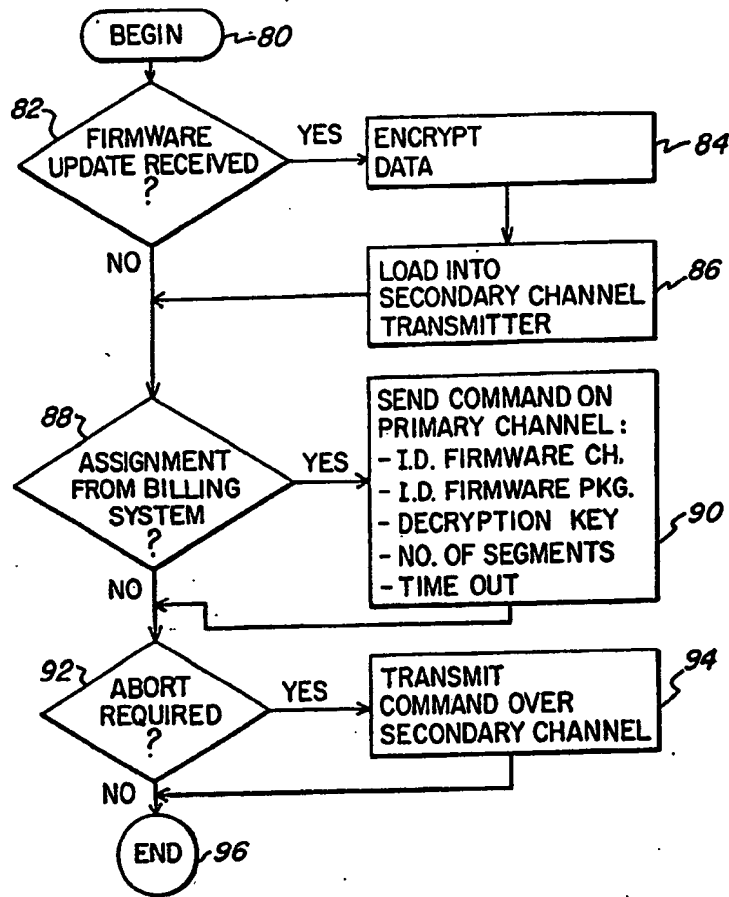 BEGIN
80
82
FIRMWARE
UPDATE RECEIVED
?
YES
ENCRYPT
DATA
84
NO
LOAD INTO
SECONDARY CHANNEL
TRANSMITTER
86
88
ASSIGNMENT
FROM BILLING
SYSTEM
?
YES
SEND COMMAND ON
PRIMARY CHANNEL:
- I.D. FIRMWARE CH.
- I.D. FIRMWARE PKG.
- DECRYPTION KEY
- NO. OF SEGMENTS
- TIME OUT
90
NO
92
ABORT
REQUIRED
?
YES
TRANSMIT
COMMAND OVER
SECONDARY CHANNEL
94
NO
END
96